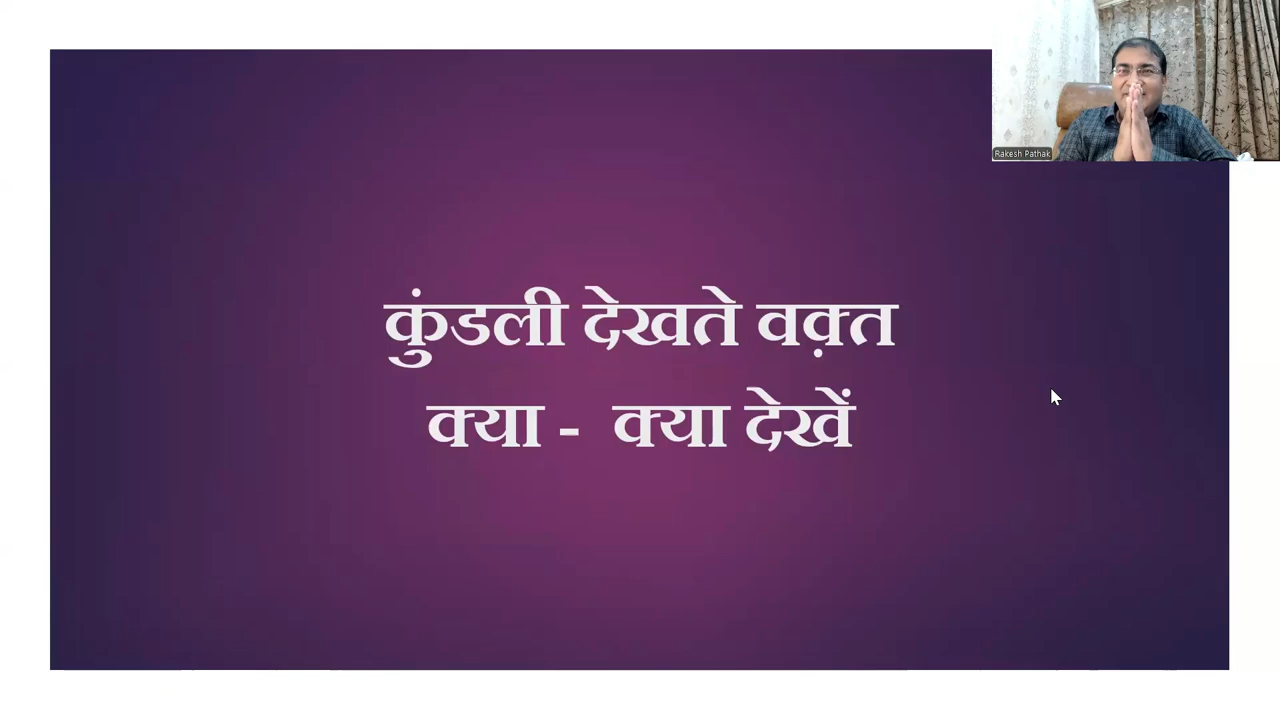 Rakesh Pathak
कुंडली देखते वक़्त
क्या - क्या देखें